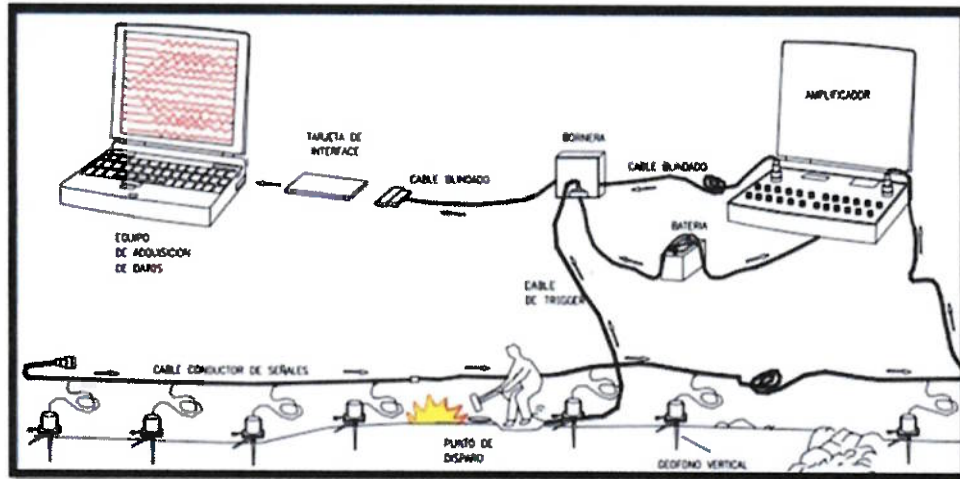 AMPLIFICADOR
TARJETA DE
INTERFACE
BORNERA
CABLE BLINDADO
CABLE BLINDADO
EQUIPO
DE ADQUISICION
DE DATOS
BATERIA
CABLE
DE TRIGGER
CABLE CONDUCTOR DE SEÑALES
PUNTO DE
DISPARO
GEOFONO VERTICAL